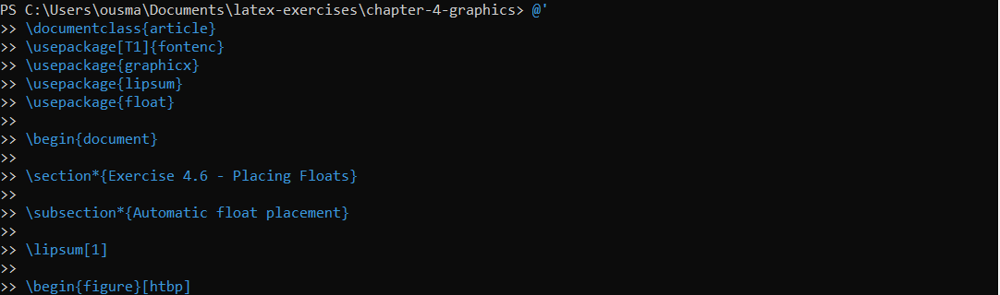 PS C:\Users\ousma\Documents\latex-exercises\chapter-4-graphics> @'
>> \documentclass{article}
>> \usepackage[T1]{fontenc}
>> \usepackage{graphicx}
>> \usepackage{lipsum}
>> \usepackage{float}
>>
>> \begin{document}
>>
>> \section*{Exercise 4.6 - Placing Floats}
>>
>> \subsection*{Automatic float placement}
>>
>> \lipsum[1]
>>
>> \begin{figure}[htbp]